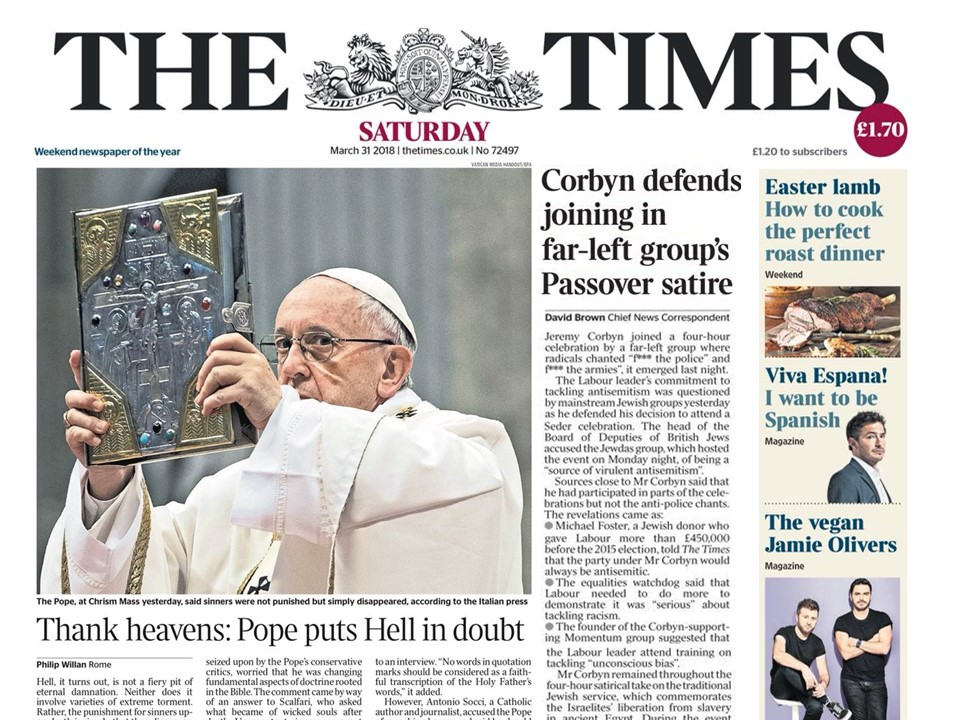 THE TIMES
DIEU·ET MON·DROIT
SATURDAY
Weekend newspaper of the year
March 31 2018 | thetimes.co.uk | No 72497
£1.20 to subscribers
£1.70
VATICAN MEDIA HANDOUT/EPA
The Pope, at Chrism Mass yesterday, said sinners were not punished but simply disappeared, according to the Italian press
Thank heavens: Pope puts Hell in doubt
Philip Willan Rome
Hell, it turns out, is not a fiery pit of
eternal damnation. Neither does it
involve varieties of extreme torment.
Rather, the punishment for sinners up-
seized upon by the Pope's conservative
critics, worried that he was changing
fundamental aspects of doctrine rooted
in the Bible. The comment came by way
of an answer to Scalfari, who asked
what became of wicked souls after
to an interview. "No words in quotation
marks should be considered as a faith-
ful transcription of the Holy Father's
words," it added.
However, Antonio Socci, a Catholic
author and journalist, accused the Pope
Corbyn defends
joining in
far-left group's
Passover satire
David Brown Chief News Correspondent
Jeremy Corbyn joined a four-hour
celebration by a far-left group where
radicals chanted "f*** the police" and
f*** the armies", it emerged last night.
The Labour leader's commitment to
tackling antisemitism was questioned
by mainstream Jewish groups yesterday
as he defended his decision to attend a
Seder celebration. The head of the
Board of Deputies of British Jews
accused the Jewdas group, which hosted
the event on Monday night, of being a
"source of virulent antisemitism".
Sources close to Mr Corbyn said that
he had participated in parts of the cele-
brations but not the anti-police chants.
The revelations came as:
● Michael Foster, a Jewish donor who
gave Labour more than £450,000
before the 2015 election, told The Times
that the party under Mr Corbyn would
always be antisemitic.
● The equalities watchdog said that
Labour needed to do more to
demonstrate it was "serious" about
tackling racism.
● The founder of the Corbyn-support-
ing Momentum group suggested that
the Labour leader attend training on
tackling "unconscious bias".
Mr Corbyn remained throughout the
four-hour satirical take on the traditional
Jewish service, which commemorates
the Israelites' liberation from slavery
in ancient Egypt. During the event
Easter lamb
How to cook
the perfect
roast dinner
Weekend
Viva Espana!
I want to be
Spanish
Magazine
The vegan
Jamie Olivers
Magazine